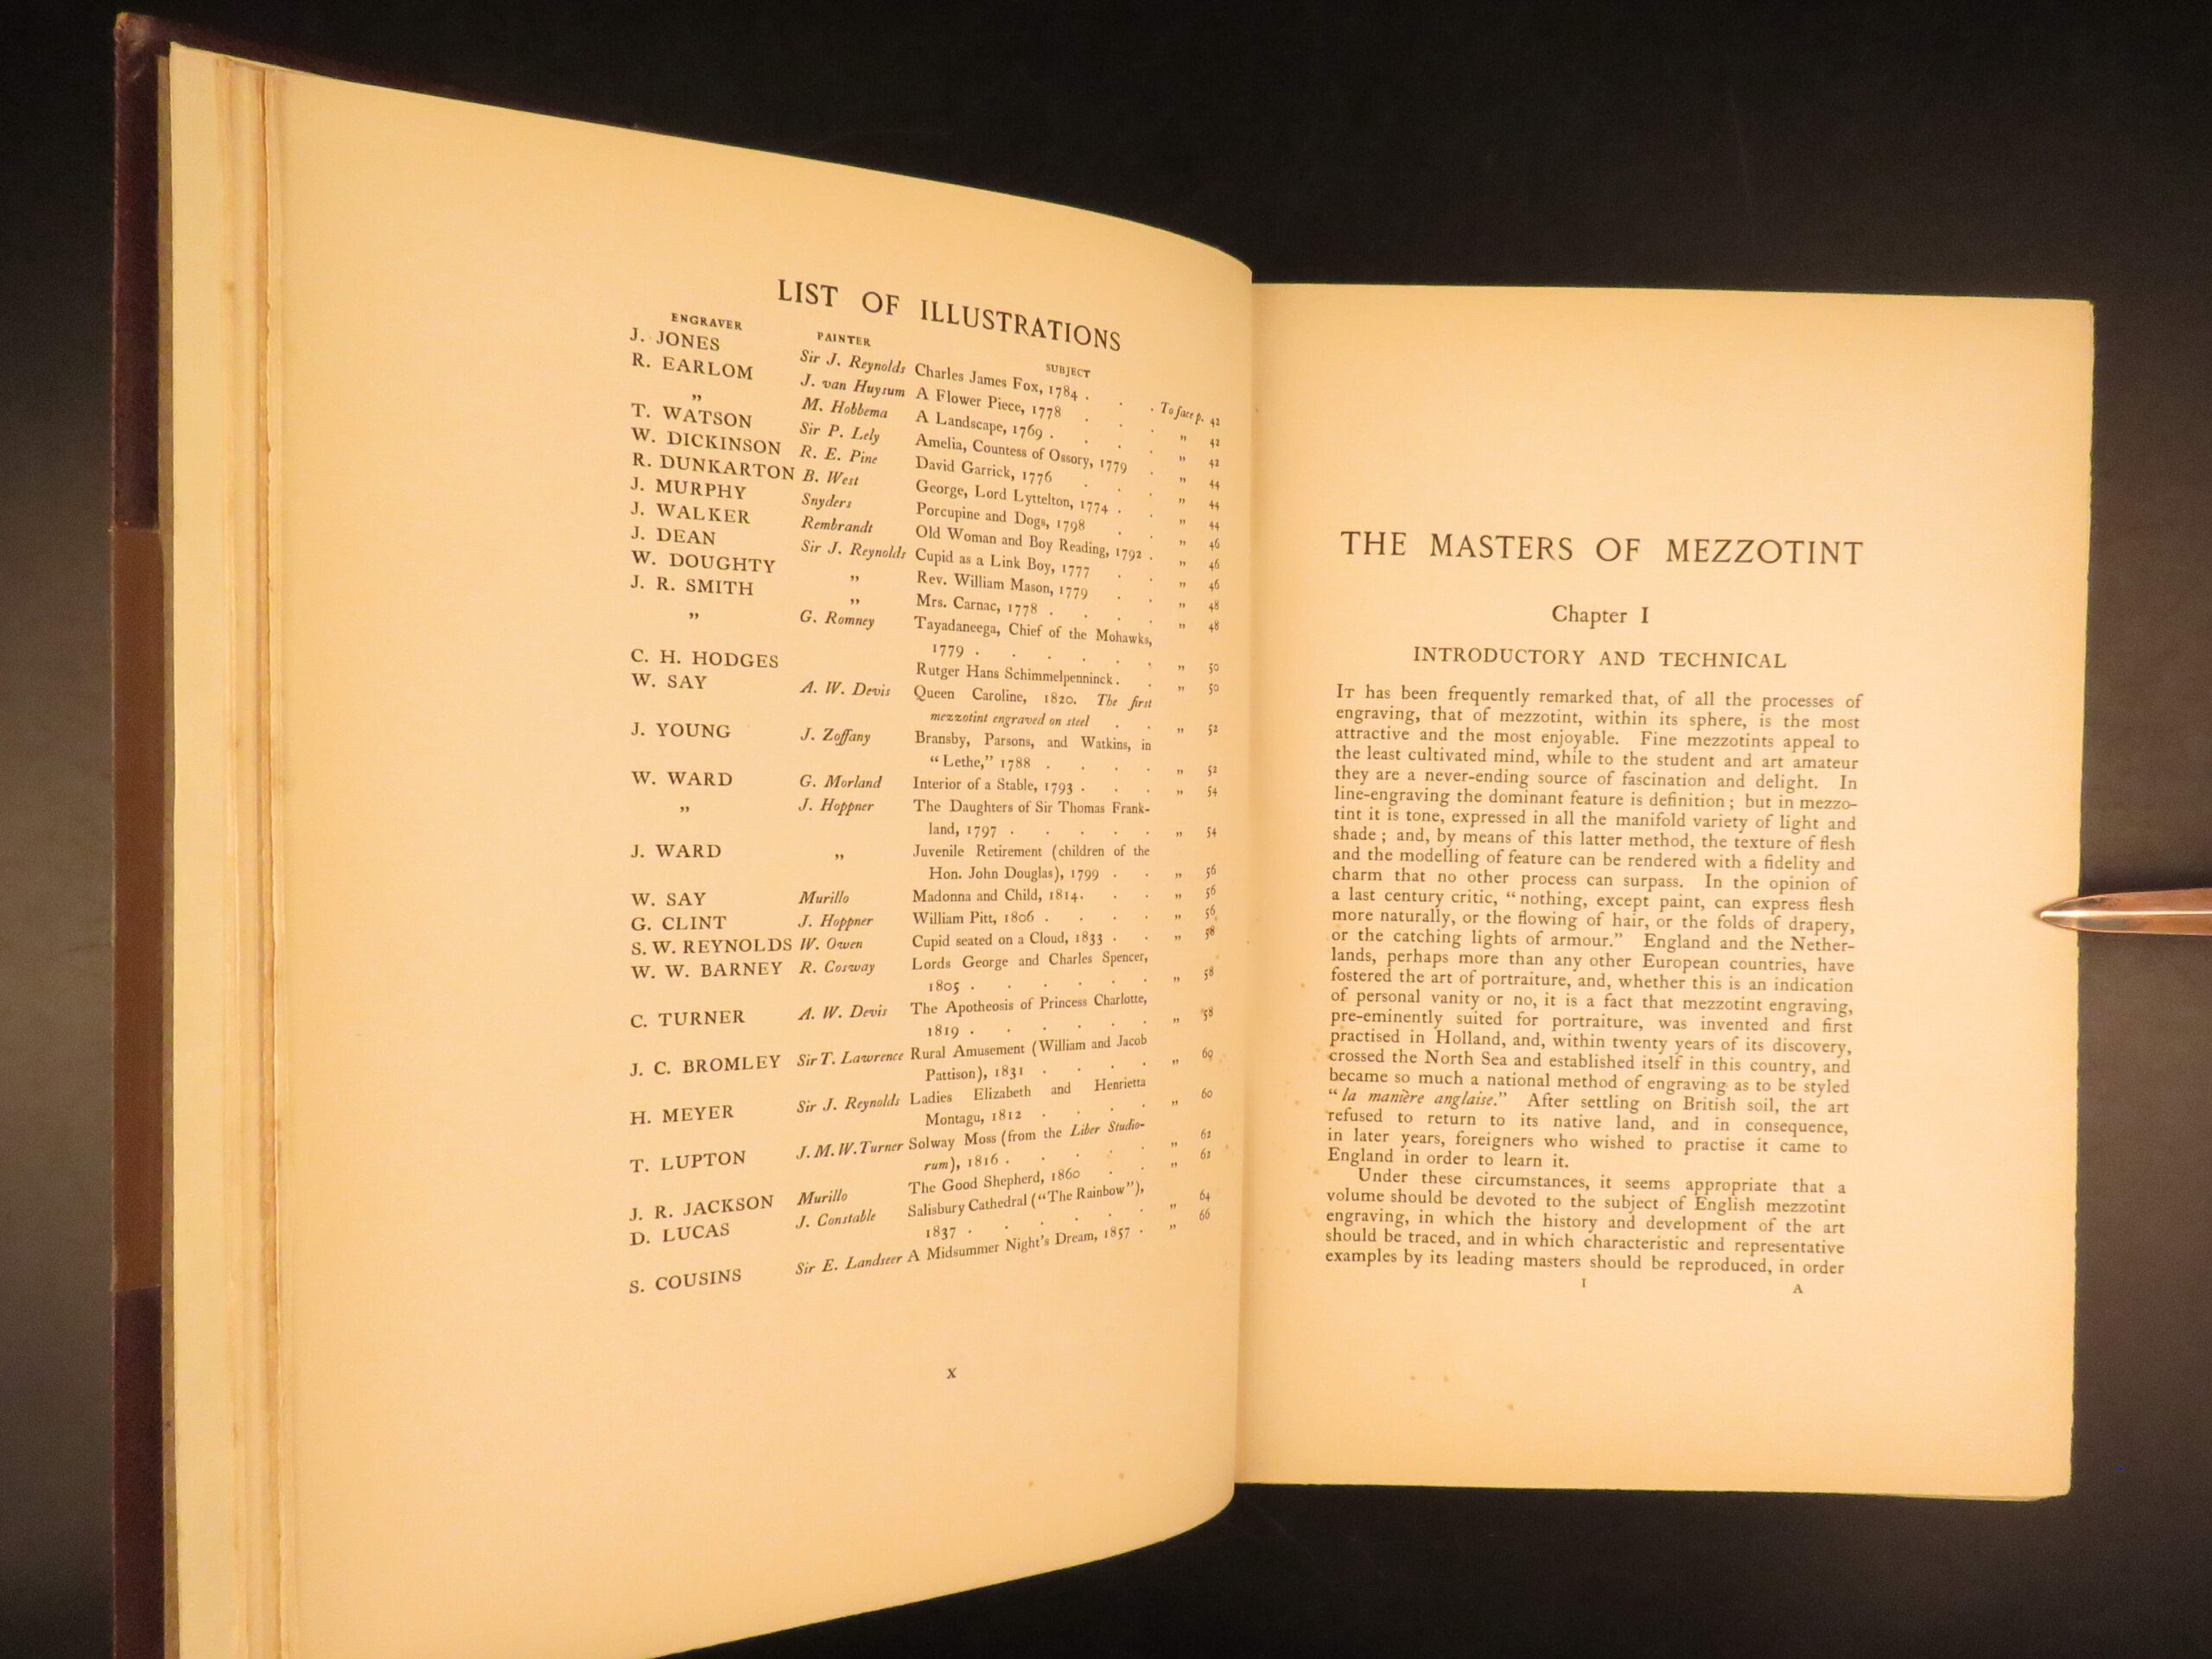 LIST OF ILLUSTRATIONS
ENGRAVER PAINTER SUBJECT
J. JONES Sir J. Reynolds Charles James Fox, 1784 . . . To face p. 42
R. EARLOM J. van Huysum A Flower Piece, 1778 . . „ 42
„ M. Hobbema A Landscape, 1769 . . . . „ 42
T. WATSON Sir P. Lely Amelia, Countess of Ossory, 1779 . „ 44
W. DICKINSON R. E. Pine David Garrick, 1776 . . . „ 44
R. DUNKARTON B. West George, Lord Lyttelton, 1774 . . „ 44
J. MURPHY Snyders Porcupine and Dogs, 1798 . . „ 46
J. WALKER Rembrandt Old Woman and Boy Reading, 1792 . „ 46
J. DEAN Sir J. Reynolds Cupid as a Link Boy, 1777 . . „ 46
W. DOUGHTY „ Rev. William Mason, 1779 . . „ 48
J. R. SMITH „ Mrs. Carnac, 1778 . . . . „ 48
„ G. Romney Tayadaneega, Chief of the Mohawks,
1779 . . . . . . „ 50
C. H. HODGES Rutger Hans Schimmelpenninck . . „ 50
W. SAY A. W. Devis Queen Caroline, 1820. The first
mezzotint engraved on steel . . „ 52
J. YOUNG J. Zoffany Bransby, Parsons, and Watkins, in
“Lethe,” 1788 . . . . „ 52
W. WARD G. Morland Interior of a Stable, 1793 . . . „ 54
„ J. Hoppner The Daughters of Sir Thomas Frank-
land, 1797 . . . . . „ 54
J. WARD „ Juvenile Retirement (children of the
Hon. John Douglas), 1799 . . „ 56
W. SAY Murillo Madonna and Child, 1814. . . „ 56
G. CLINT J. Hoppner William Pitt, 1806 . . . . „ 56
S. W. REYNOLDS W. Owen Cupid seated on a Cloud, 1833 . . „ 58
W. W. BARNEY R. Cosway Lords George and Charles Spencer,
1805 . . . . . . „ 58
C. TURNER A. W. Devis The Apotheosis of Princess Charlotte,
1819 . . . . . . „ 58
J. C. BROMLEY Sir T. Lawrence Rural Amusement (William and Jacob
Pattison), 1831 . . . . „ 60
H. MEYER Sir J. Reynolds Ladies Elizabeth and Henrietta
Montagu, 1812 . . . . „ 60
T. LUPTON J. M. W. Turner Solway Moss (from the Liber Studio-
rum), 1816 . . . . . „ 62
J. R. JACKSON Murillo The Good Shepherd, 1860 . . „ 62
D. LUCAS J. Constable Salisbury Cathedral (“The Rainbow”),
1837 . . . . . . „ 64
S. COUSINS Sir E. Landseer A Midsummer Night's Dream, 1857 . „ 66
x
THE MASTERS OF MEZZOTINT
Chapter I
INTRODUCTORY AND TECHNICAL
IT has been frequently remarked that, of all the processes of
engraving, that of mezzotint, within its sphere, is the most
attractive and the most enjoyable. Fine mezzotints appeal to
the least cultivated mind, while to the student and art amateur
they are a never-ending source of fascination and delight. In
line-engraving the dominant feature is definition; but in mezzo-
tint it is tone, expressed in all the manifold variety of light and
shade; and, by means of this latter method, the texture of flesh
and the modelling of feature can be rendered with a fidelity and
charm that no other process can surpass. In the opinion of
a last century critic, “nothing, except paint, can express flesh
more naturally, or the flowing of hair, or the folds of drapery,
or the catching lights of armour.” England and the Nether-
lands, perhaps more than any other European countries, have
fostered the art of portraiture, and, whether this is an indication
of personal vanity or no, it is a fact that mezzotint engraving,
pre-eminently suited for portraiture, was invented and first
practised in Holland, and, within twenty years of its discovery,
crossed the North Sea and established itself in this country, and
became so much a national method of engraving as to be styled
“la manière anglaise.” After settling on British soil, the art
refused to return to its native land, and in consequence,
in later years, foreigners who wished to practise it came to
England in order to learn it.
Under these circumstances, it seems appropriate that a
volume should be devoted to the subject of English mezzotint
engraving, in which the history and development of the art
should be traced, and in which characteristic and representative
examples by its leading masters should be reproduced, in order
I A